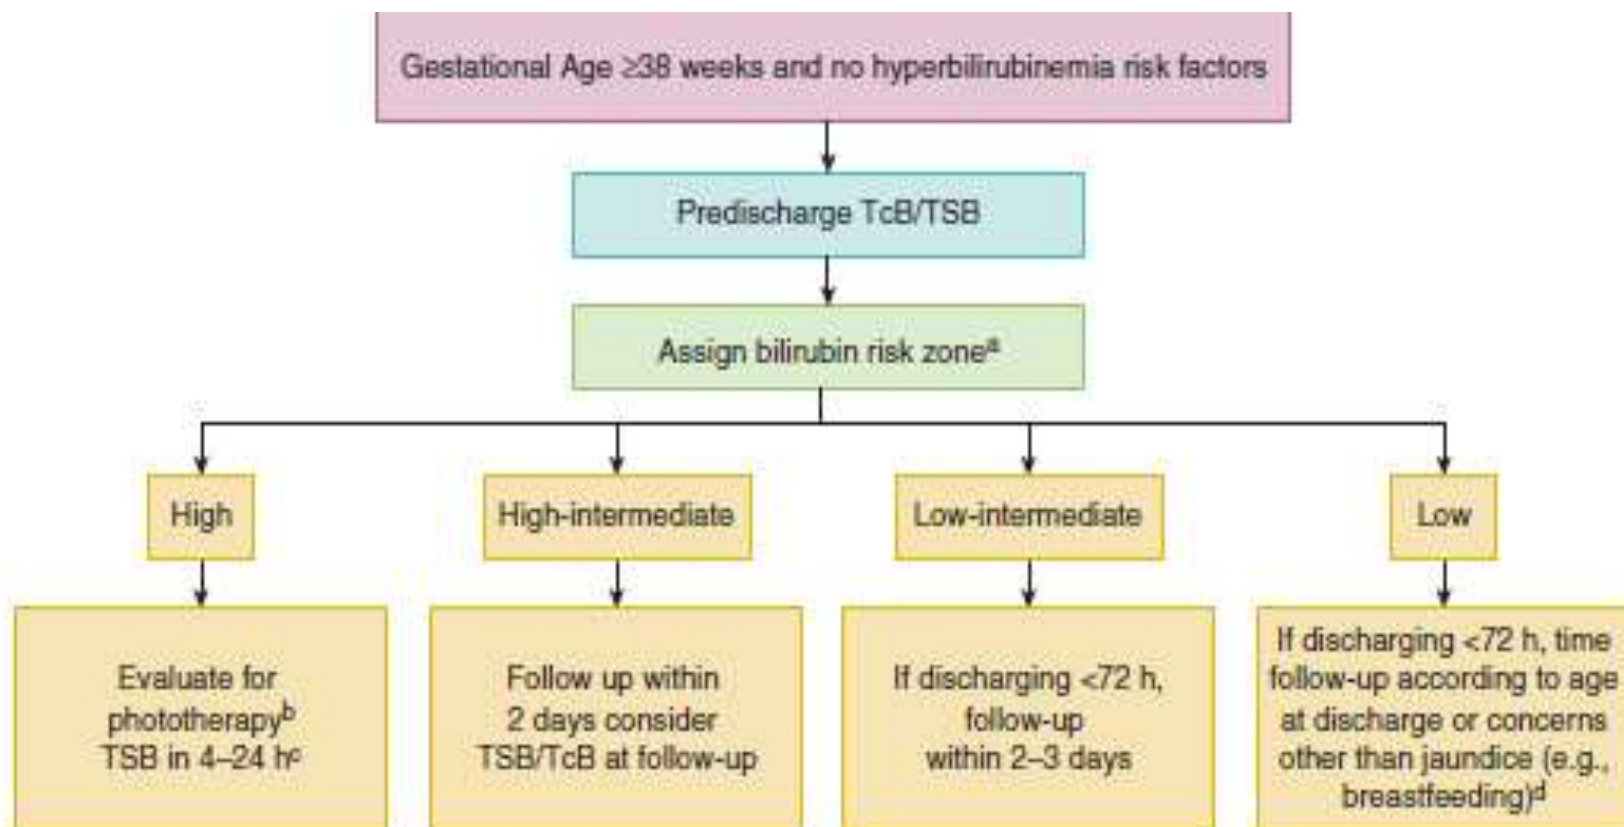 Gestational Age ≥38 weeks and no hyperbilirubinemia risk factors
Predischarge TcB/TSB
Assign bilirubin risk zoneᵃ
High
High-intermediate
Low-intermediate
Low
Evaluate for
phototherapyᵇ
TSB in 4–24 hᶜ
Follow up within
2 days consider
TSB/TcB at follow-up
If discharging <72 h,
follow-up
within 2–3 days
If discharging <72 h, time
follow-up according to age
at discharge or concerns
other than jaundice (e.g.,
breastfeeding)ᵈ